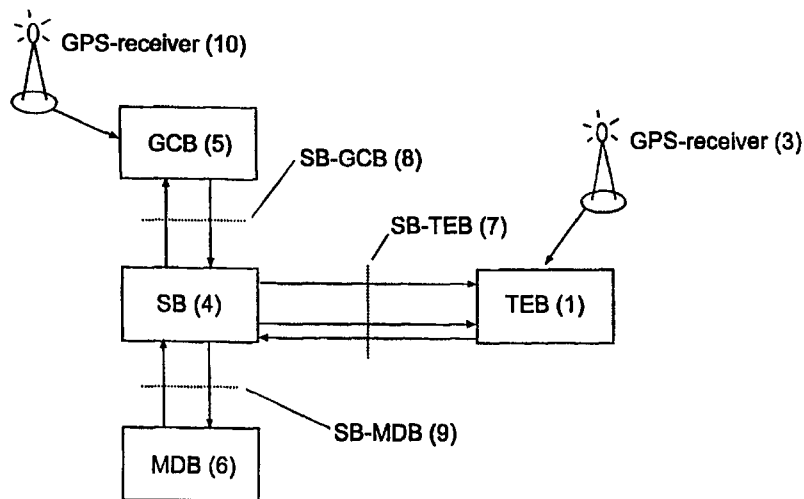 GPS-receiver (10)
GCB (5)
GPS-receiver (3)
SB-GCB (8)
SB-TEB (7)
SB (4)
TEB (1)
SB-MDB (9)
MDB (6)